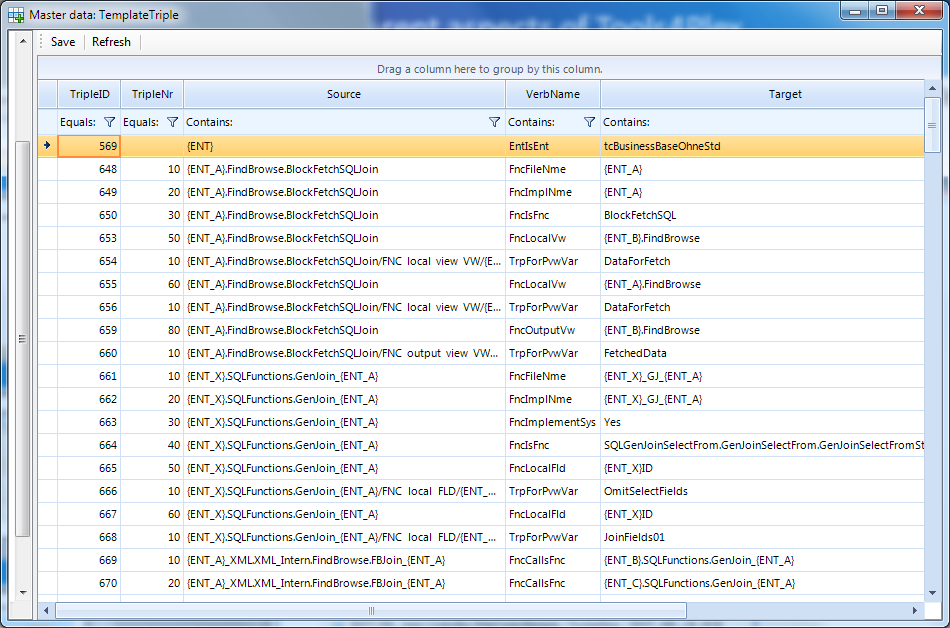 Master data: TemplateTriple
Save Refresh
Drag a column here to group by this column.
TripleID TripleNr Source VerbName Target
Equals: Equals: Contains: Contains: Contains:
569 {ENT} EntIsEnt tcBusinessBaseOhneStd
648 10 {ENT_A}.FindBrowse.BlockFetchSQLJoin FncFileNme {ENT_A}
649 20 {ENT_A}.FindBrowse.BlockFetchSQLJoin FncImplNme {ENT_A}
650 30 {ENT_A}.FindBrowse.BlockFetchSQLJoin FncIsFnc BlockFetchSQL
653 50 {ENT_A}.FindBrowse.BlockFetchSQLJoin FncLocalVw {ENT_B}.FindBrowse
654 10 {ENT_A}.FindBrowse.BlockFetchSQLJoin/FNC local view VW/{E... TrpForPvwVar DataForFetch
655 60 {ENT_A}.FindBrowse.BlockFetchSQLJoin FncLocalVw {ENT_A}.FindBrowse
656 10 {ENT_A}.FindBrowse.BlockFetchSQLJoin/FNC local view VW/{E... TrpForPvwVar DataForFetch
659 80 {ENT_A}.FindBrowse.BlockFetchSQLJoin FncOutputVw {ENT_B}.FindBrowse
660 10 {ENT_A}.FindBrowse.BlockFetchSQLJoin/FNC output view VW... TrpForPvwVar FetchedData
661 10 {ENT_X}.SQLFunctions.GenJoin_{ENT_A} FncFileNme {ENT_X}_GJ_{ENT_A}
662 20 {ENT_X}.SQLFunctions.GenJoin_{ENT_A} FncImplNme {ENT_X}_GJ_{ENT_A}
663 30 {ENT_X}.SQLFunctions.GenJoin_{ENT_A} FncImplementSys Yes
664 40 {ENT_X}.SQLFunctions.GenJoin_{ENT_A} FncIsFnc SQLGenJoinSelectFrom.GenJoinSelectFrom.GenJoinSelectFromSt
665 50 {ENT_X}.SQLFunctions.GenJoin_{ENT_A} FncLocalFld {ENT_X}ID
666 10 {ENT_X}.SQLFunctions.GenJoin_{ENT_A}/FNC local FLD/{ENT_... TrpForPvwVar OmitSelectFields
667 60 {ENT_X}.SQLFunctions.GenJoin_{ENT_A} FncLocalFld {ENT_X}ID
668 10 {ENT_X}.SQLFunctions.GenJoin_{ENT_A}/FNC local FLD/{ENT_... TrpForPvwVar JoinFields01
669 10 {ENT_A}_XMLXML_Intern.FindBrowse.FBJoin_{ENT_A} FncCallsFnc {ENT_B}.SQLFunctions.GenJoin_{ENT_A}
670 20 {ENT_A}_XMLXML_Intern.FindBrowse.FBJoin_{ENT_A} FncCallsFnc {ENT_C}.SQLFunctions.GenJoin_{ENT_A}